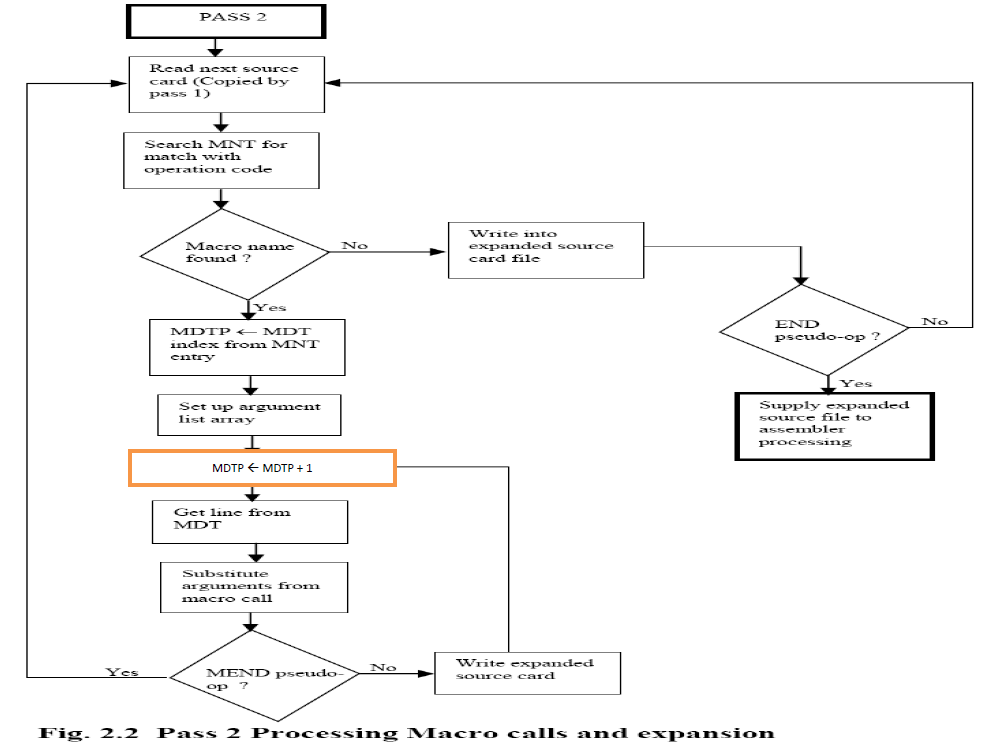 PASS 2
Read next source
card (Copied by
pass 1)
Search MNT for
match with
operation code
Macro name
found ?
No
Write into
expanded source
card file
END
pseudo-op ?
No
Yes
Supply expanded
source file to
assembler
processing
Yes
MDTP ← MDT
index from MNT
entry
Set up argument
list array
MDTP ← MDTP + 1
Get line from
MDT
Substitute
arguments from
macro call
MEND pseudo-
op ?
Yes
No
Write expanded
source card
Fig. 2.2 Pass 2 Processing Macro calls and expansion